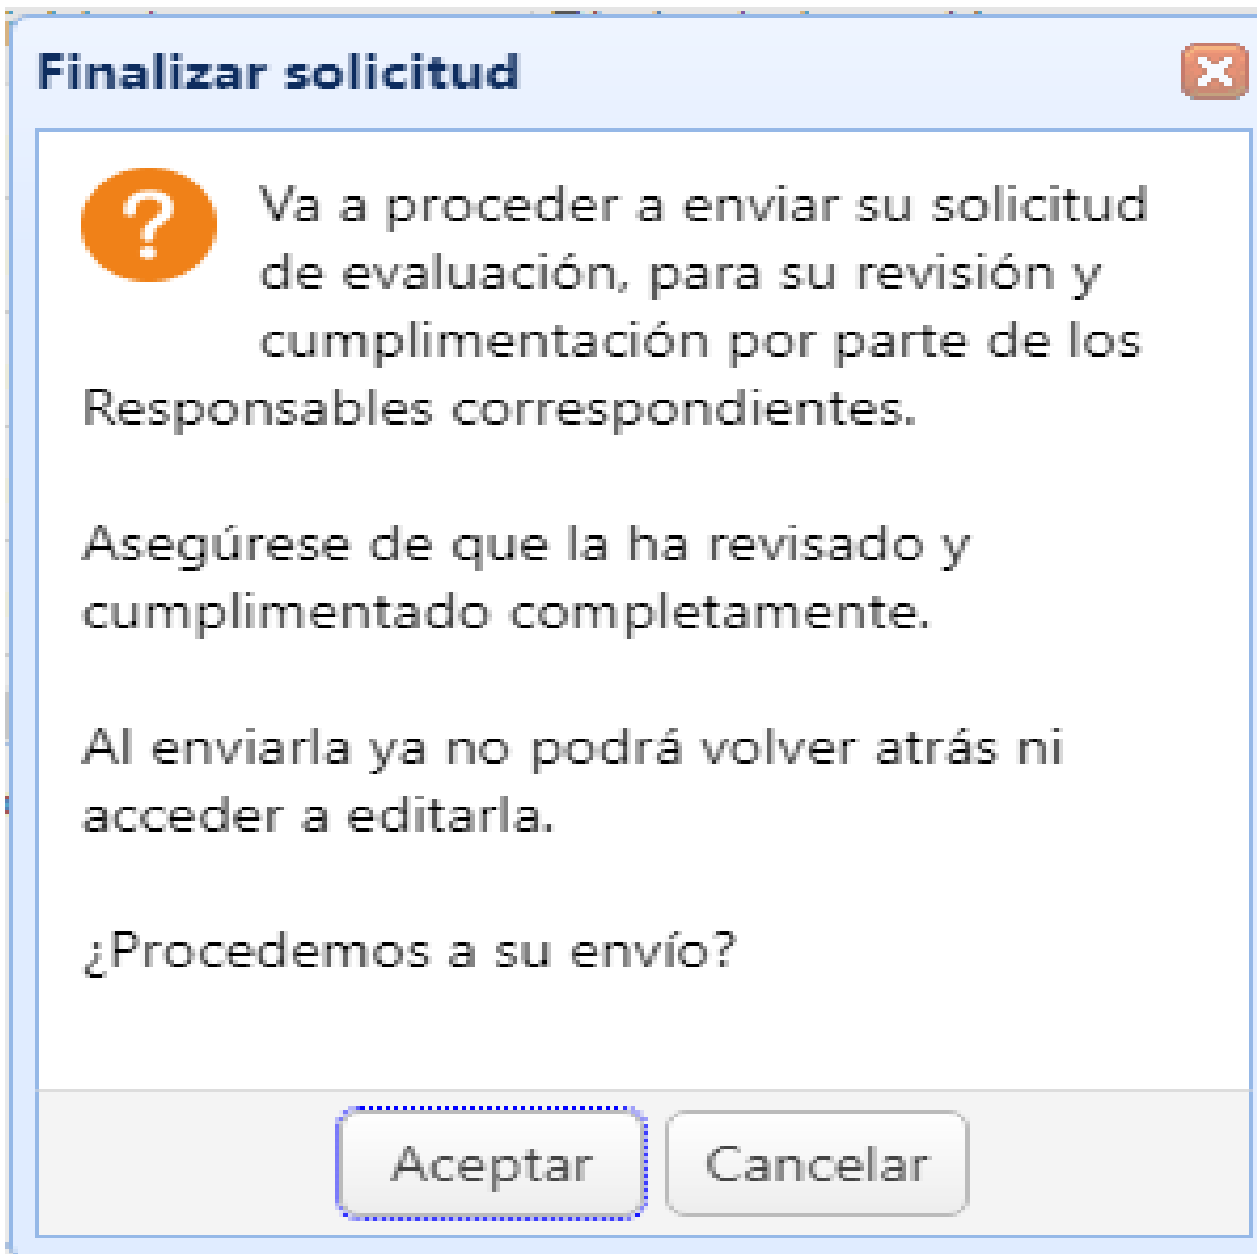 Finalizar solicitud
Va a proceder a enviar su solicitud
de evaluación, para su revisión y
cumplimentación por parte de los
Responsables correspondientes.
Asegúrese de que la ha revisado y
cumplimentado completamente.
Al enviarla ya no podrá volver atrás ni
acceder a editarla.
¿Procedemos a su envío?
Aceptar
Cancelar